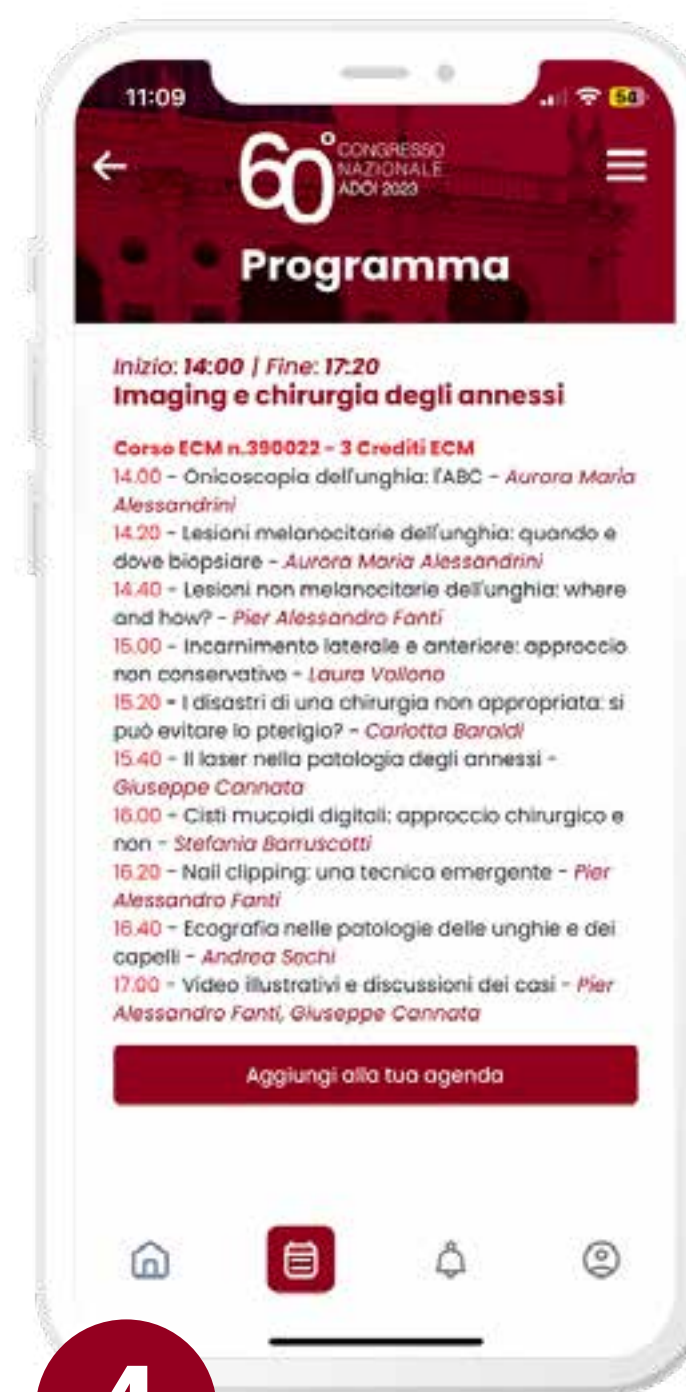 11:09
54
60° CONGRESSO
NAZIONALE
ADOI 2023
Programma
Inizio: 14:00 | Fine: 17:20
Imaging e chirurgia degli annessi
Corso ECM n.390022 - 3 Crediti ECM
14.00 - Onicoscopia dell'unghia: l'ABC - Aurora Maria
Alessandrini
14.20 - Lesioni melanocitarie dell'unghia: quando e
dove biopsiare - Aurora Maria Alessandrini
14.40 - Lesioni non melanocitarie dell'unghia: where
and how? - Pier Alessandro Fanti
15.00 - Incarnimento laterale e anteriore: approccio
non conservativo - Laura Vollono
15.20 - I disastri di una chirurgia non appropriata: si
può evitare lo pterigio? - Carlotta Baraldi
15.40 - Il laser nella patologia degli annessi -
Giuseppe Cannata
16.00 - Cisti mucoidi digitali: approccio chirurgico e
non - Stefania Barruscotti
16.20 - Nail clipping: una tecnica emergente - Pier
Alessandro Fanti
16.40 - Ecografia nelle patologie delle unghie e dei
capelli - Andrea Sechi
17.00 - Video illustrativi e discussioni dei casi - Pier
Alessandro Fanti, Giuseppe Cannata
Aggiungi alla tua agenda
4